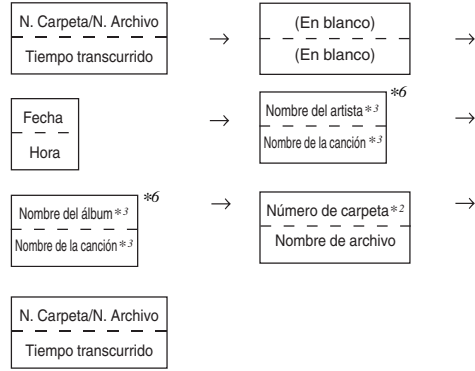 N. Carpeta/N. Archivo
Tiempo transcurrido
→
(En blanco)
(En blanco)
→
Fecha
Hora
→
*6
Nombre del artista*3
Nombre de la canción*3
→
*6
Nombre del álbum*3
Nombre de la canción*3
→
Número de carpeta*2
Nombre de archivo
→
N. Carpeta/N. Archivo
Tiempo transcurrido